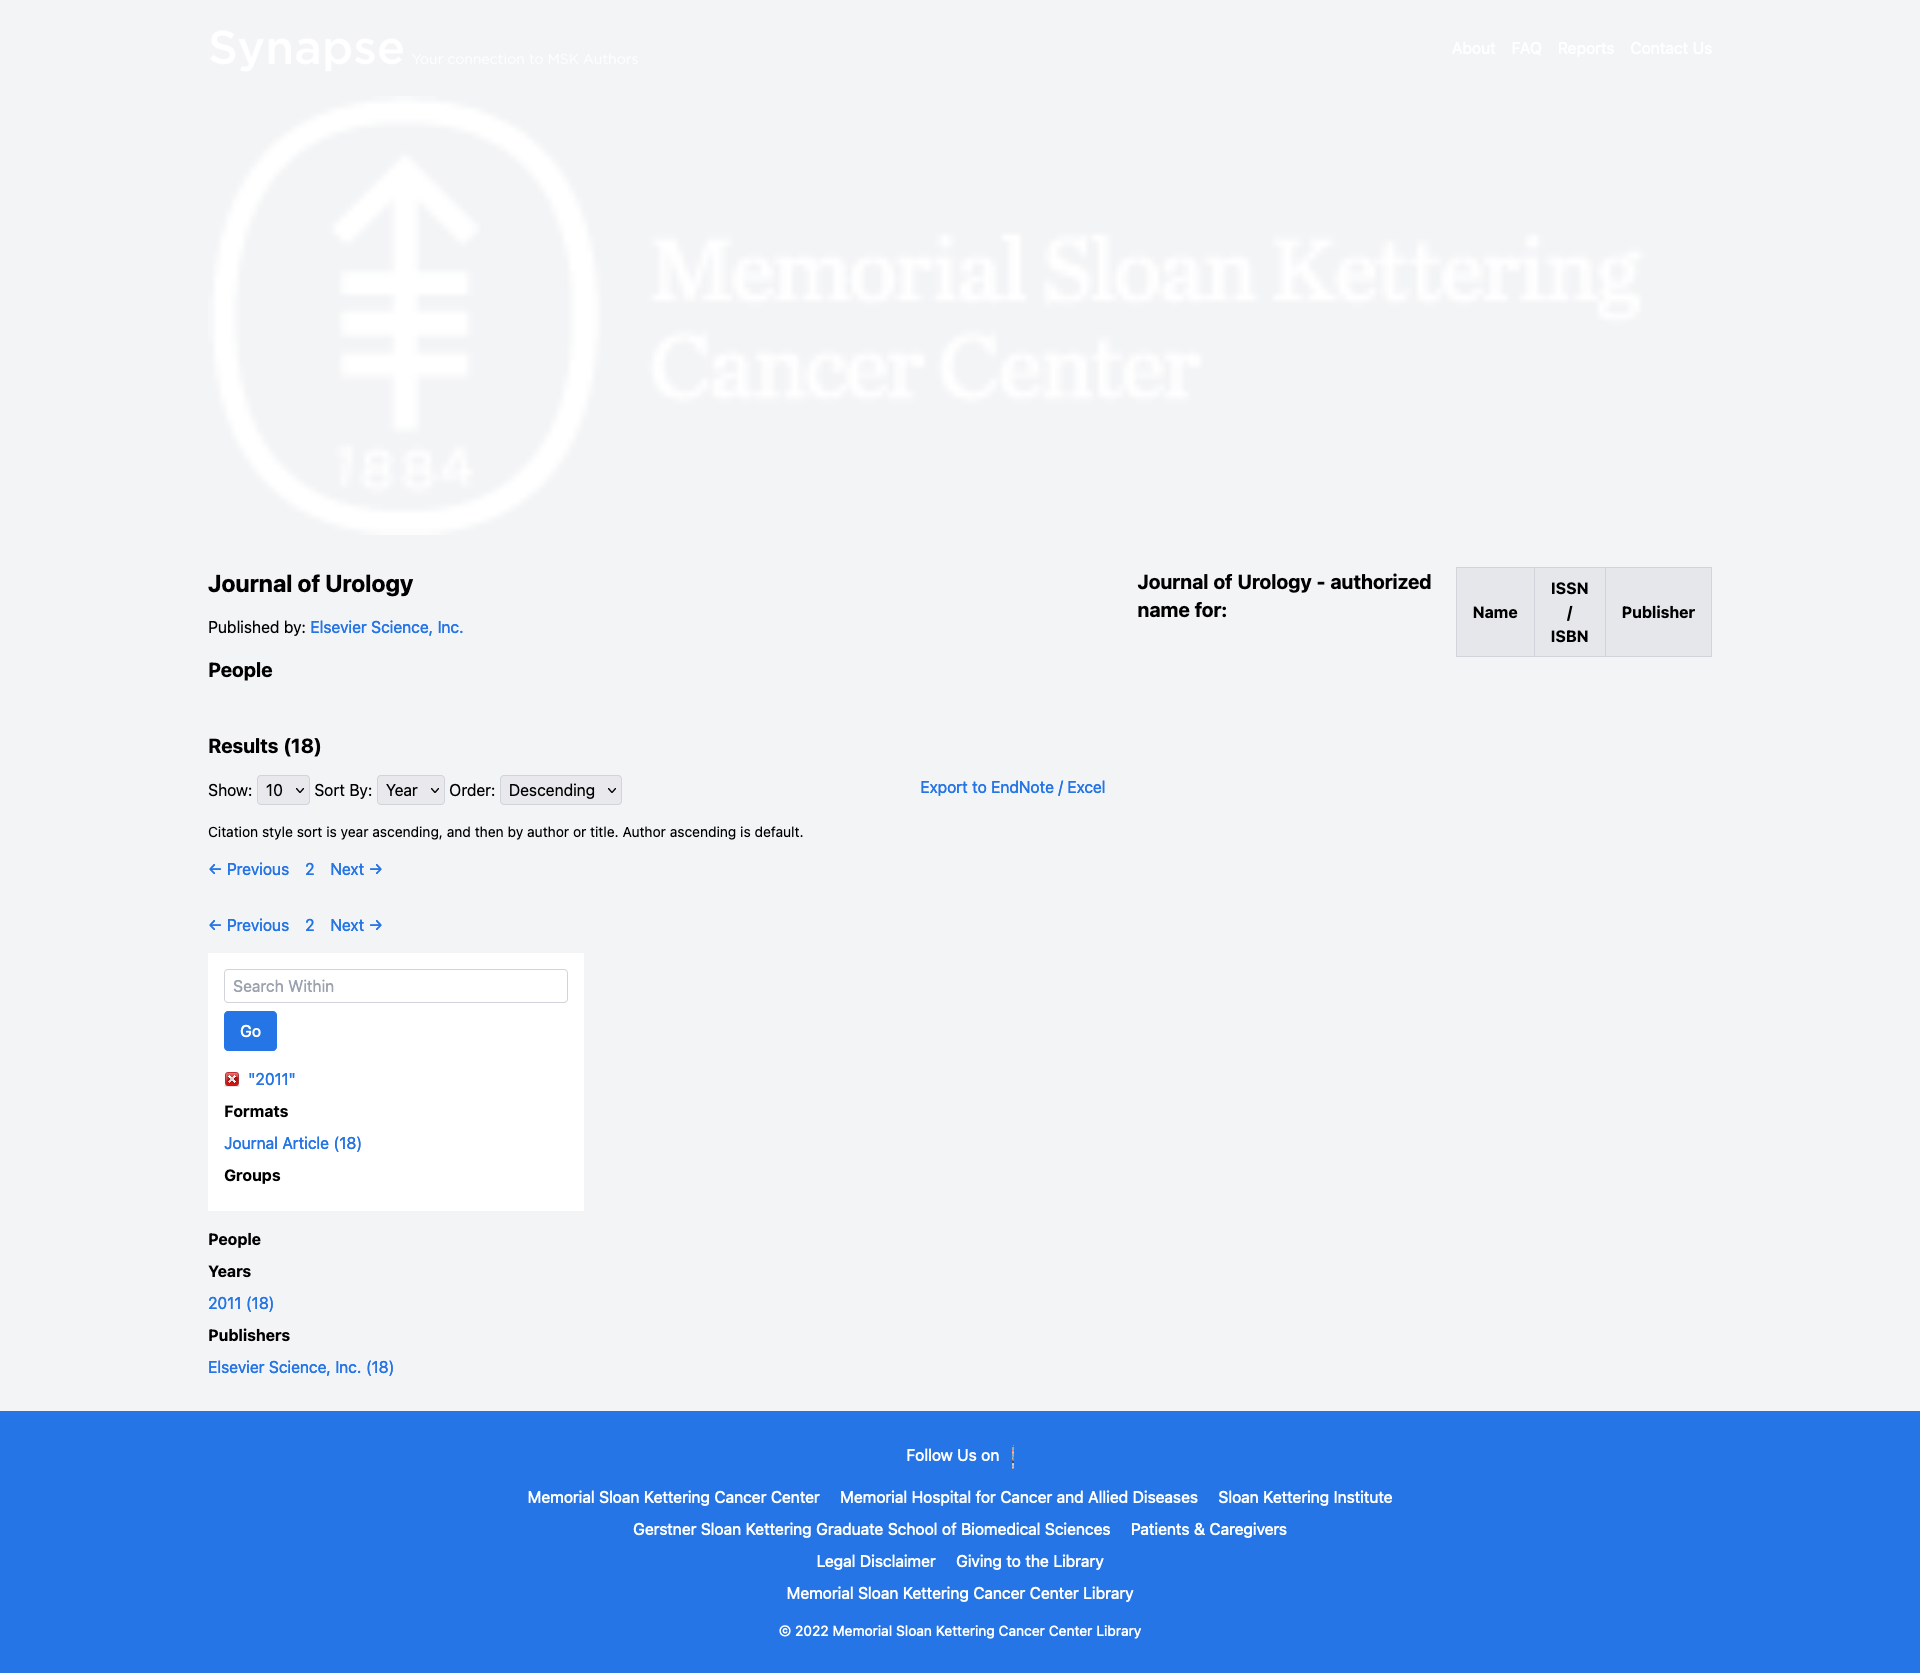 Synapse Your connection to MSK Authors
About FAQ Reports Contact Us
Memorial Sloan Kettering
Cancer Center
1884
Journal of Urology
Published by: Elsevier Science, Inc.
People
Journal of Urology - authorized
name for:
Name
ISSN
/
ISBN
Publisher
Results (18)
Show: 10 Sort By: Year Order: Descending
Export to EndNote / Excel
Citation style sort is year ascending, and then by author or title. Author ascending is default.
← Previous 2 Next →
← Previous 2 Next →
Search Within
Go
"2011"
Formats
Journal Article (18)
Groups
People
Years
2011 (18)
Publishers
Elsevier Science, Inc. (18)
Follow Us on
Memorial Sloan Kettering Cancer Center Memorial Hospital for Cancer and Allied Diseases Sloan Kettering Institute
Gerstner Sloan Kettering Graduate School of Biomedical Sciences Patients & Caregivers
Legal Disclaimer Giving to the Library
Memorial Sloan Kettering Cancer Center Library
© 2022 Memorial Sloan Kettering Cancer Center Library